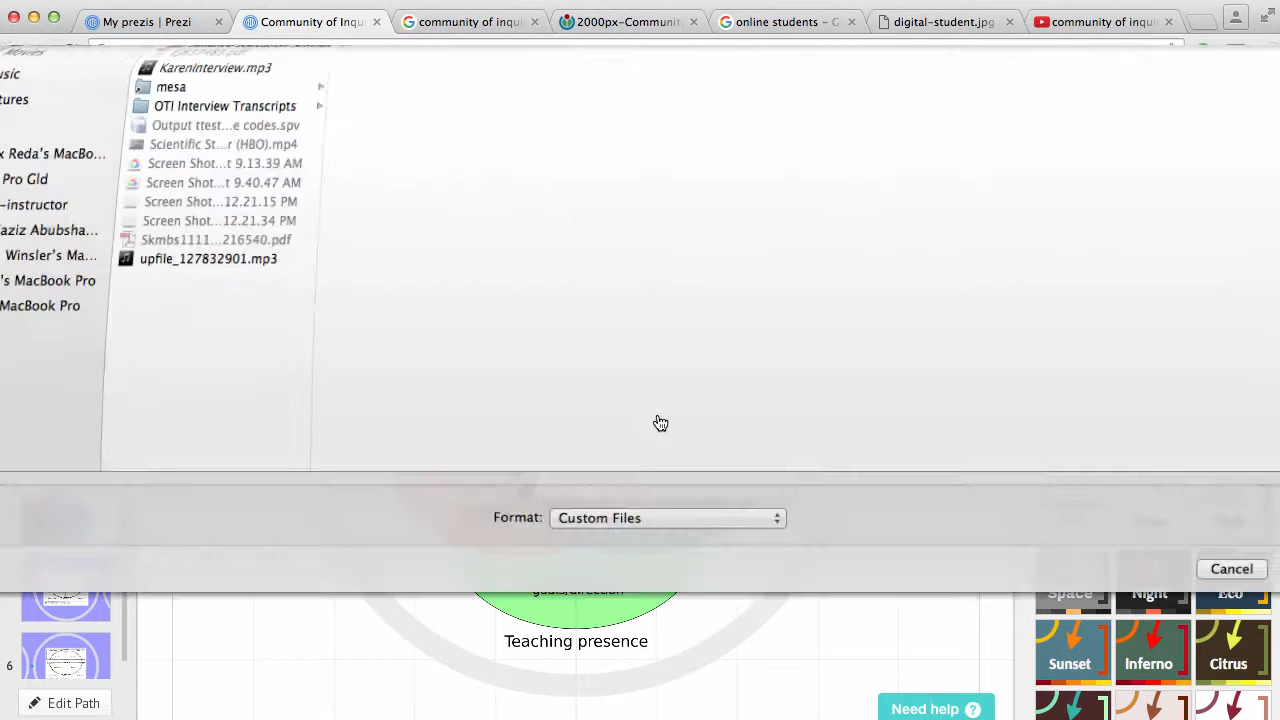 My prezis | Prezi
Community of Inqu
community of inqui
2000px-Communit
online students - G
digital-student.jpg
community of inqu
Movies
usic
KarenInterview.mp3
mesa
tures
OTI Interview Transcripts
Output ttest...e codes.spv
Scientific St...r (HBO).mp4
x Reda's MacBo...
Screen Shot...t 9.13.39 AM
Pro Gld
Screen Shot...t 9.40.47 AM
-instructor
Screen Shot....12.21.15 PM
Screen Shot....12.21.34 PM
aziz Abubsha...
Skmbs1111...216540.pdf
Winsler's Ma...
upfile_127832901.mp3
's MacBook Pro
MacBook Pro
Format: Custom Files
Cancel
goals/direction
Space
Night
Eco
Teaching presence
6
Sunset
Inferno
Citrus
Edit Path
Need help ?